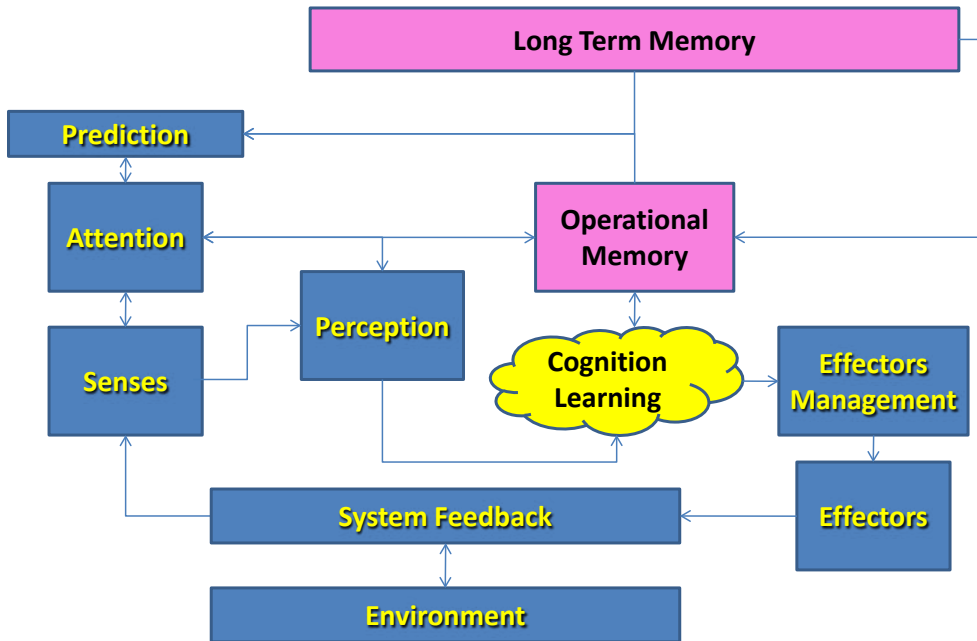 Long Term Memory
Prediction
Attention
Operational
Memory
Perception
Senses
Cognition
Learning
Effectors
Management
System Feedback
Effectors
Environment